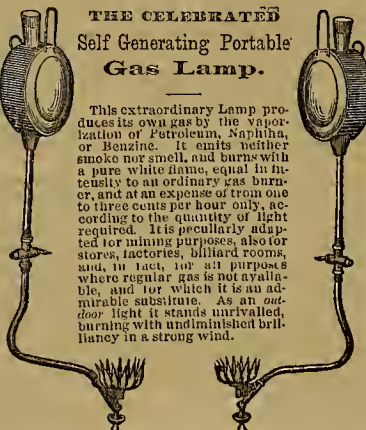 THE CELEBRATED
Self Generating Portable
Gas Lamp.
This extraordinary Lamp pro-
duces its own gas by the vapor-
ization of Petroleum, Naphtha,
or Benzine. It emits neither
smoke nor smell, and burns with
a pure white flame, equal in in-
tensity to an ordinary gas burn-
er, and at an expense of from one
to three cents per hour only, ac-
cording to the quantity of light
required. It is peculiarly adap-
ted for mining purposes, also for
stores, factories, billiard rooms,
and, in fact, for all purposes
where regular gas is not availa-
ble, and for which it is an ad-
mirable substitute. As an out-
door light it stands unrivalled,
burning with undiminished bril-
liancy in a strong wind.